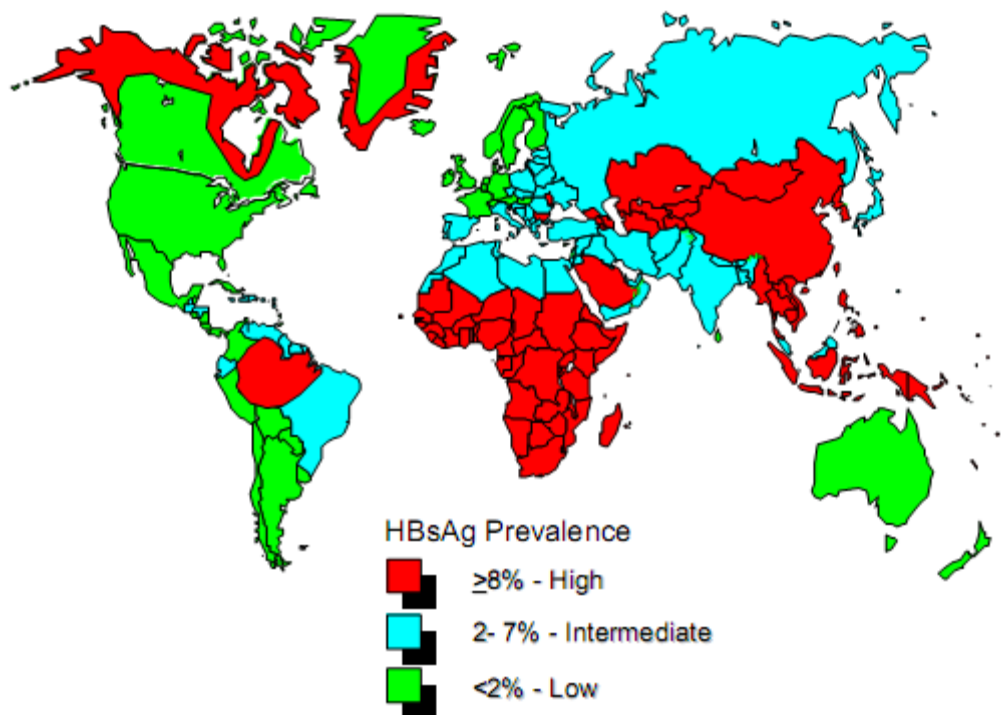 HBsAg Prevalence
≥8% - High
2- 7% - Intermediate
<2% - Low